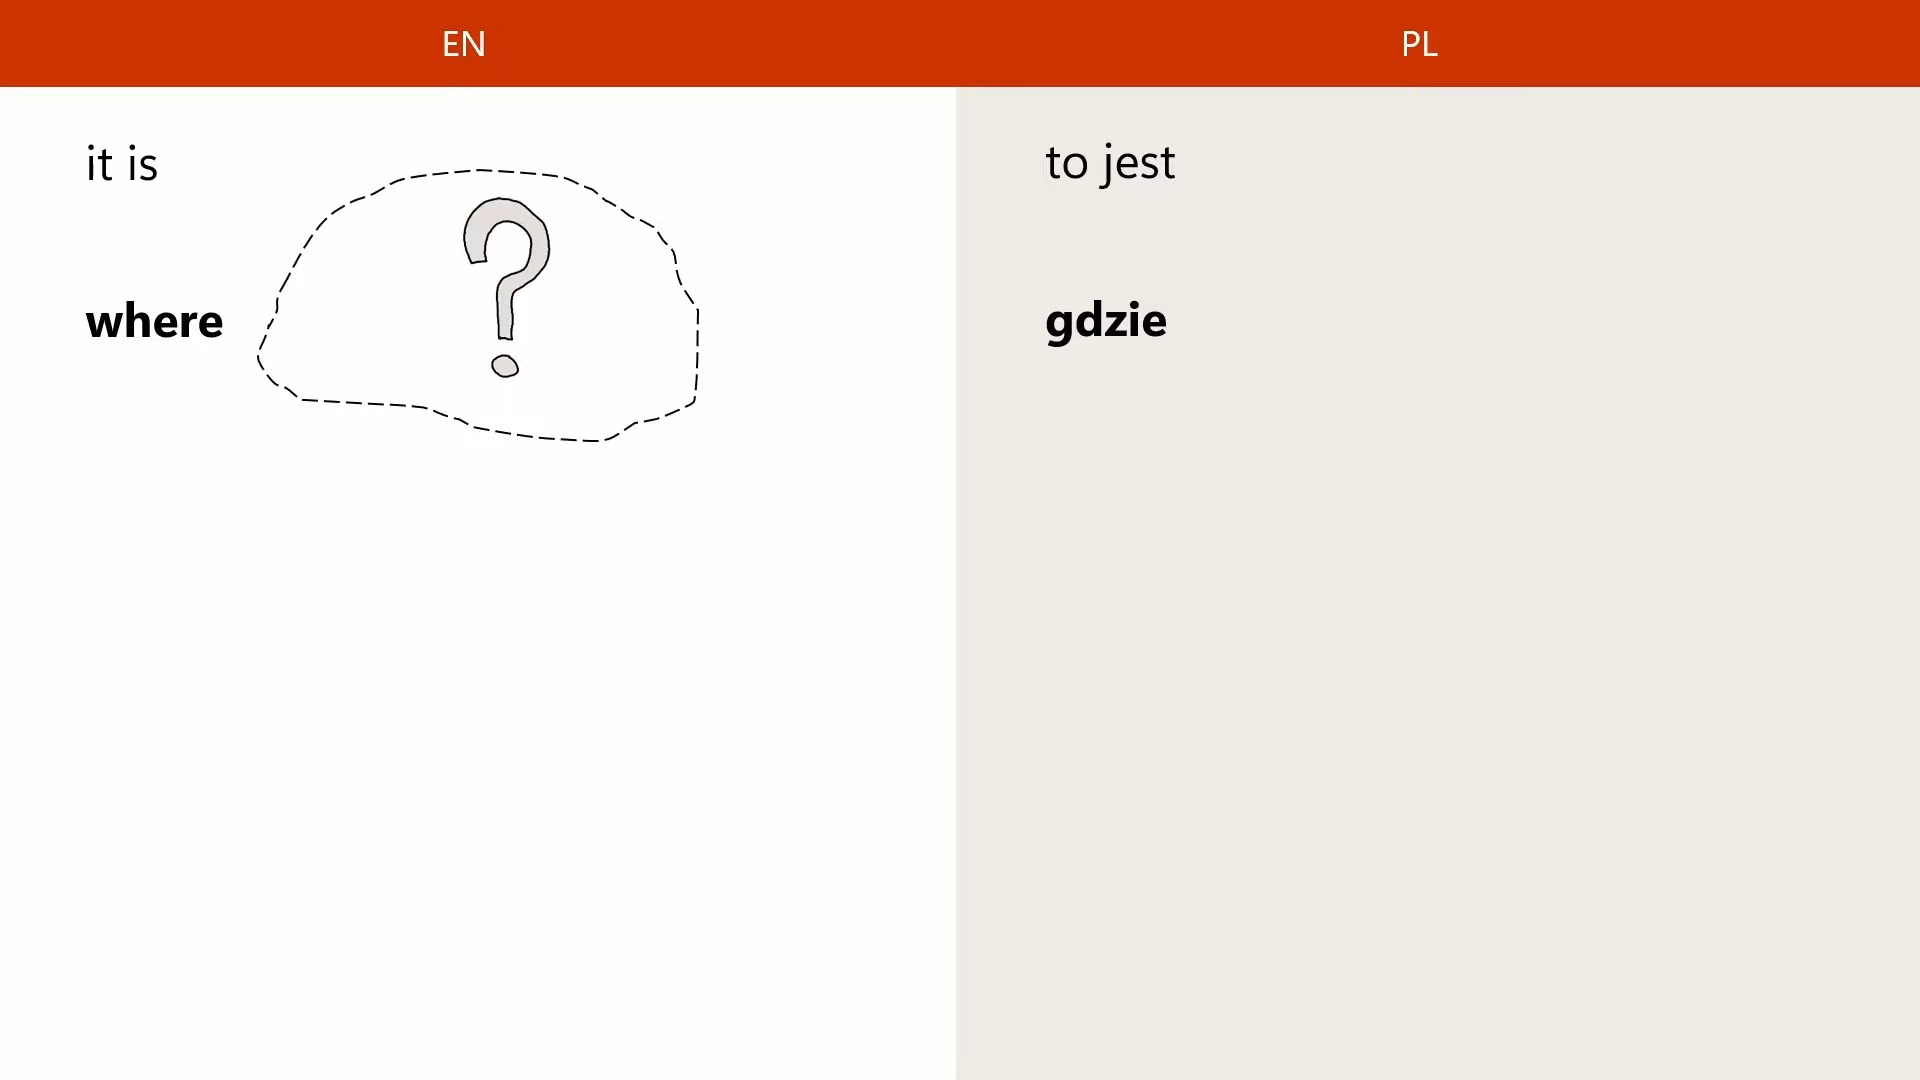 EN
PL
it is
to jest
where
gdzie
?